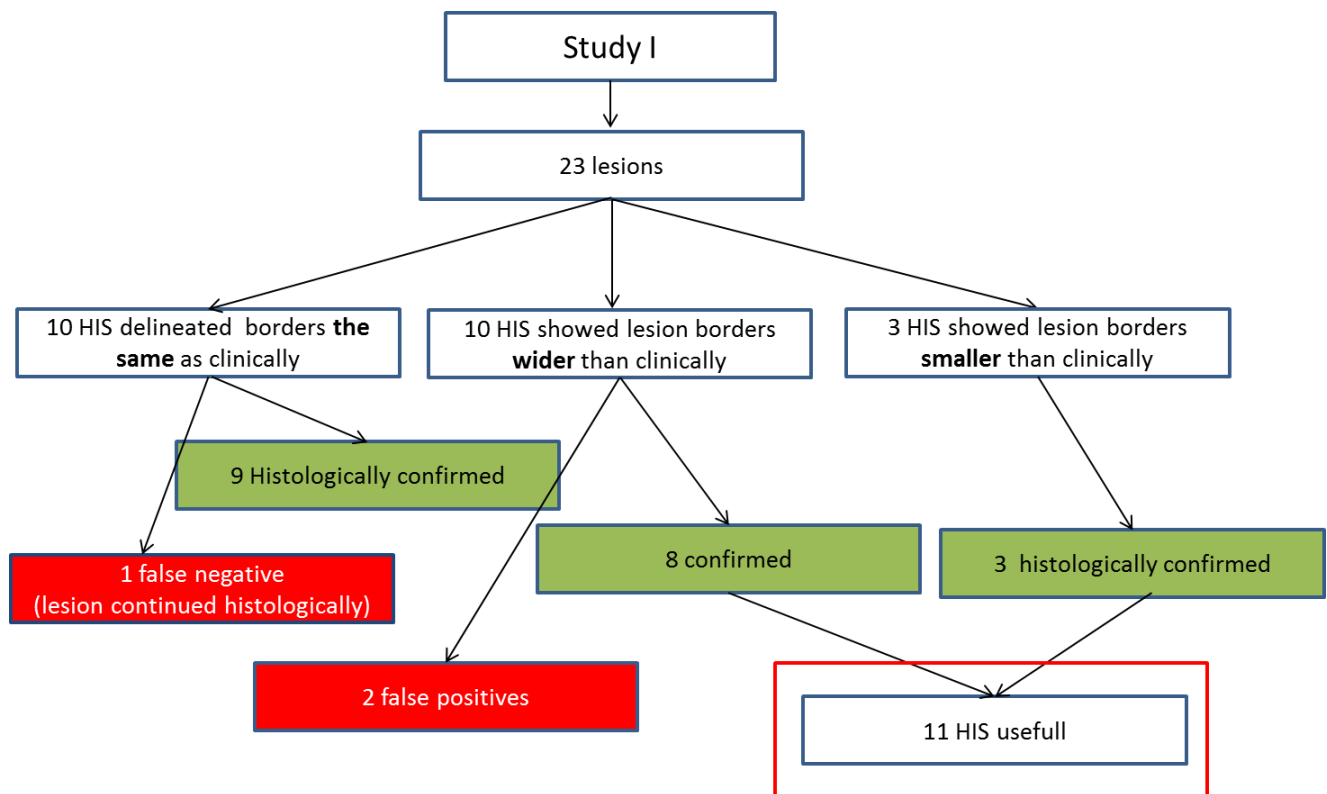 Study I
23 lesions
10 HIS delineated borders the
same as clinically
10 HIS showed lesion borders
wider than clinically
3 HIS showed lesion borders
smaller than clinically
9 Histologically confirmed
1 false negative
(lesion continued histologically)
8 confirmed
3 histologically confirmed
2 false positives
11 HIS usefull